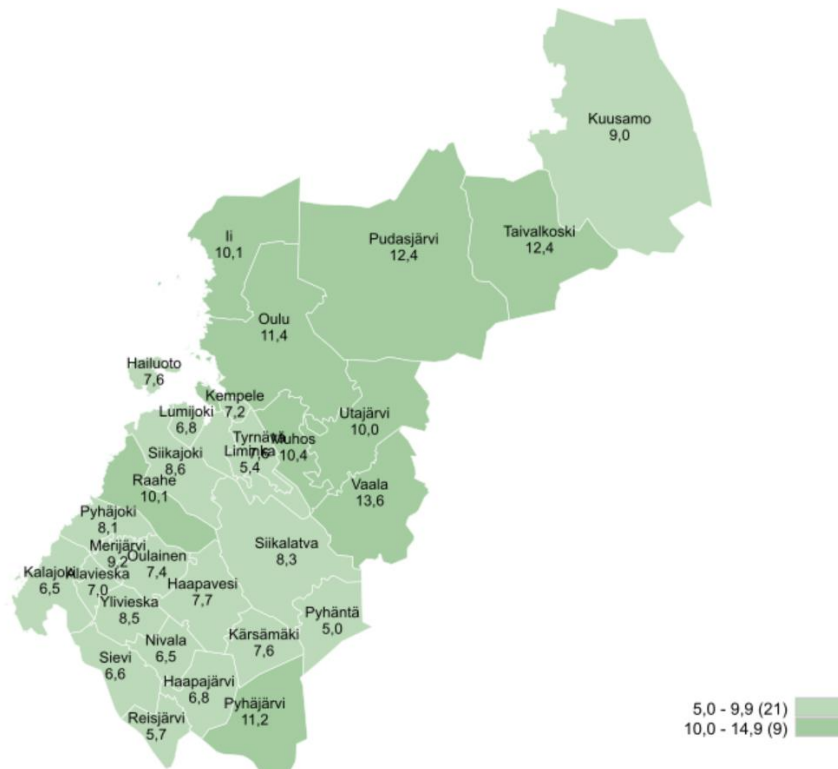 Kuusamo
9,0
Ii
10,1
Pudasjärvi
12,4
Taivalkoski
12,4
Oulu
11,4
Hailuoto
7,6
Kempele
7,2
Lumijoki
6,8
Utajärvi
10,0
Tyrnävä
7,6
Muhos
10,4
Liminka
5,4
Siikajoki
8,6
Raahe
10,1
Vaala
13,6
Pyhäjoki
8,1
Siikalatva
8,3
Merijärvi
9,2
Oulainen
7,4
Kalajoki
6,5
Alavieska
7,0
Haapavesi
7,7
Ylivieska
8,5
Pyhäntä
5,0
Nivala
6,5
Kärsämäki
7,6
Sievi
6,6
Haapajärvi
6,8
Pyhäjärvi
11,2
Reisjärvi
5,7
5,0 - 9,9 (21)
10,0 - 14,9 (9)